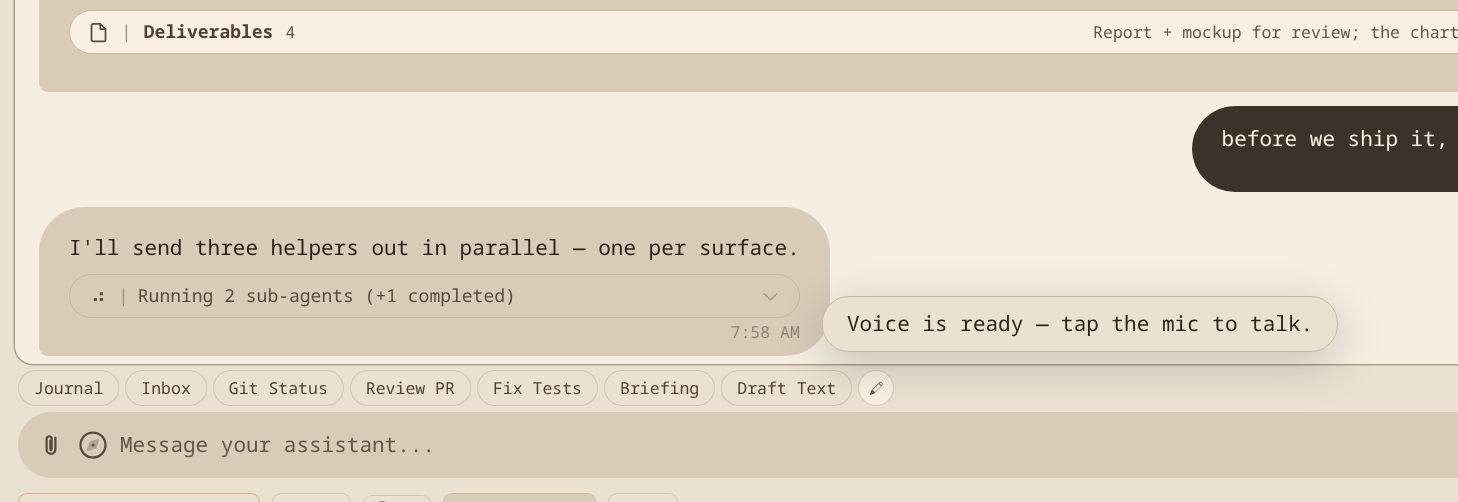 Deliverables 4
Report + mockup for review; the chart
before we ship it,
I'll send three helpers out in parallel — one per surface.
Running 2 sub-agents (+1 completed)
7:58 AM
Voice is ready — tap the mic to talk.
Journal
Inbox
Git Status
Review PR
Fix Tests
Briefing
Draft Text
Message your assistant...